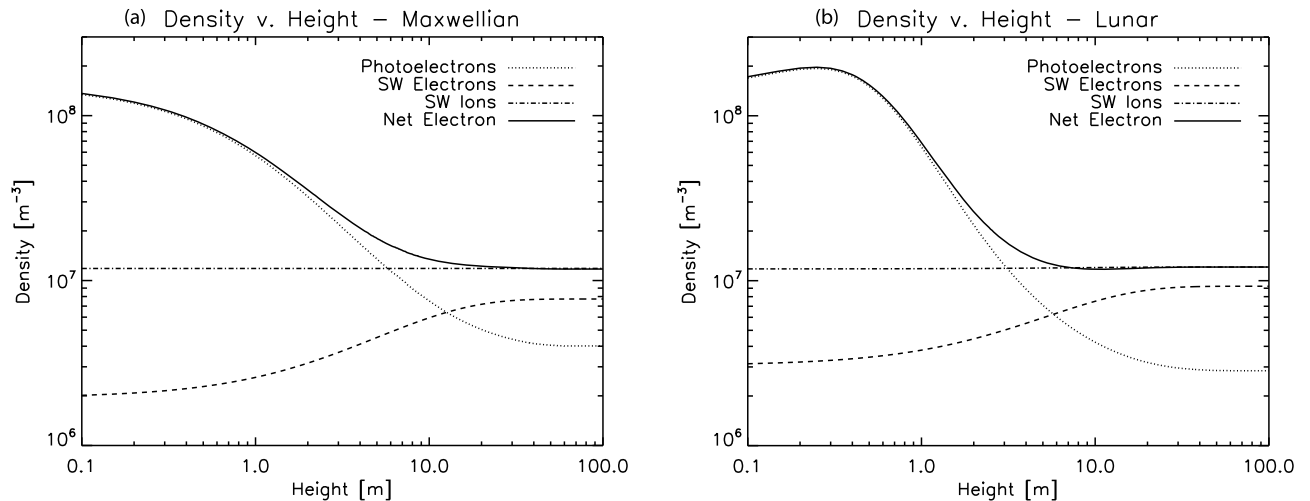 (a) Density v. Height – Maxwellian
Photoelectrons
SW Electrons
SW Ions
Net Electron
10^8
10^7
10^6
Density [m^-3]
0.1 1.0 10.0 100.0
Height [m]
(b) Density v. Height – Lunar
Photoelectrons
SW Electrons
SW Ions
Net Electron
10^8
10^7
10^6
Density [m^-3]
0.1 1.0 10.0 100.0
Height [m]